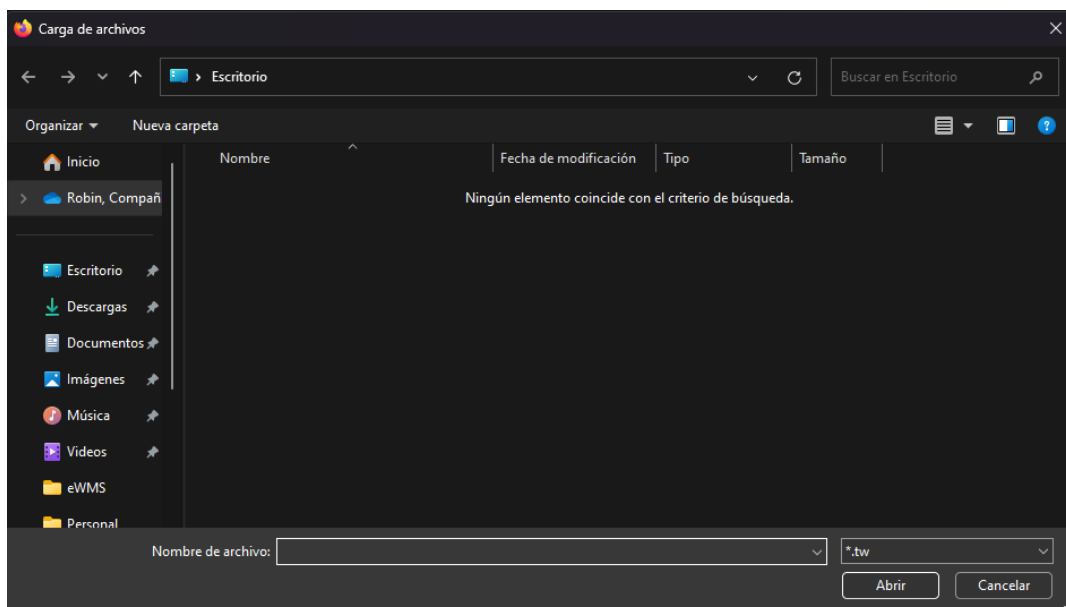 Carga de archivos
Escritorio
Buscar en Escritorio
Organizar
Nueva carpeta
Inicio
Nombre
Fecha de modificación
Tipo
Tamaño
Robin, Compañ
Ningún elemento coincide con el criterio de búsqueda.
Escritorio
Descargas
Documentos
Imágenes
Música
Videos
eWMS
Personal
Nombre de archivo:
*.tw
Abrir
Cancelar